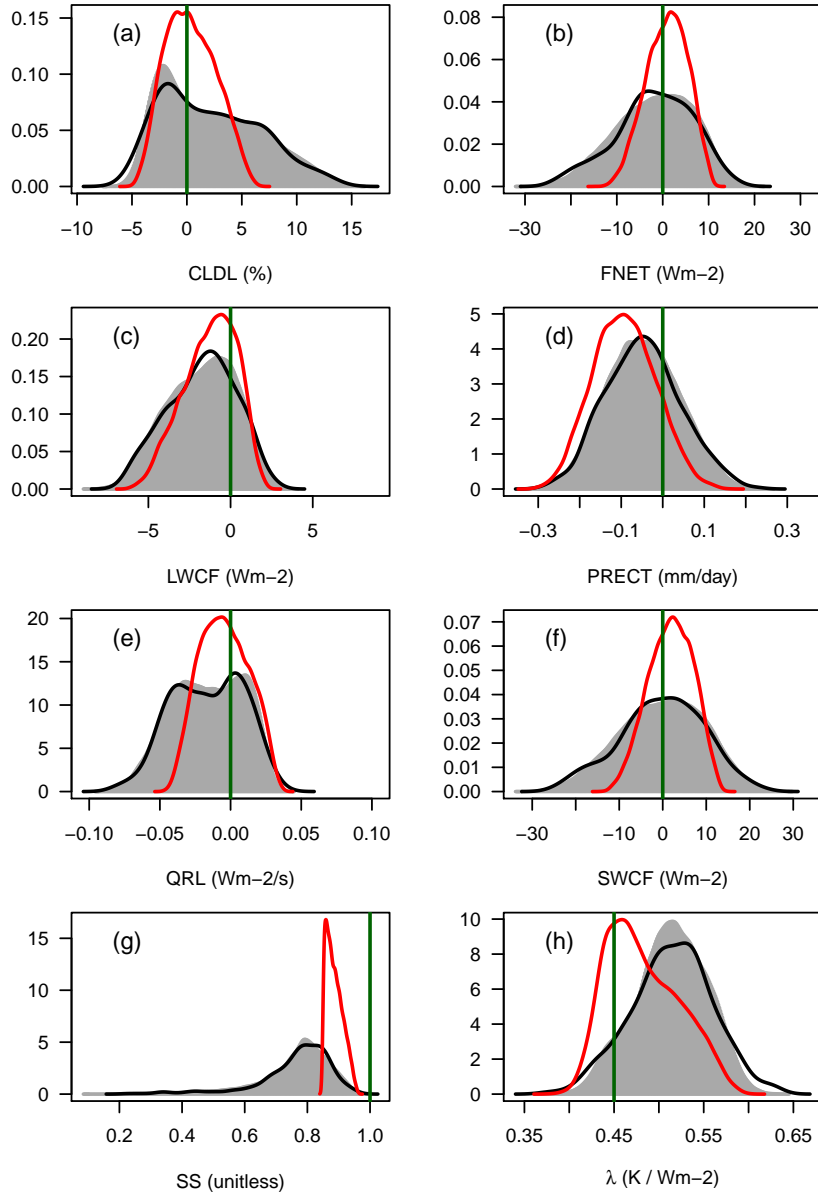 (a)
0.15
0.10
0.05
0.00
−10 −5 0 5 10 15
CLDL (%)
(b)
0.08
0.06
0.04
0.02
0.00
−30 −10 0 10 20 30
FNET (Wm−2)
(c)
0.20
0.15
0.10
0.05
0.00
−5 0 5
LWCF (Wm−2)
(d)
5
4
3
2
1
0
−0.3 −0.1 0.1 0.3
PRECT (mm/day)
(e)
20
15
10
5
0
−0.10 −0.05 0.00 0.05 0.10
QRL (Wm−2/s)
(f)
0.07
0.06
0.05
0.04
0.03
0.02
0.01
0.00
−30 −10 0 10 20 30
SWCF (Wm−2)
(g)
15
10
5
0
0.2 0.4 0.6 0.8 1.0
SS (unitless)
(h)
10
8
6
4
2
0
0.35 0.45 0.55 0.65
λ (K / Wm−2)